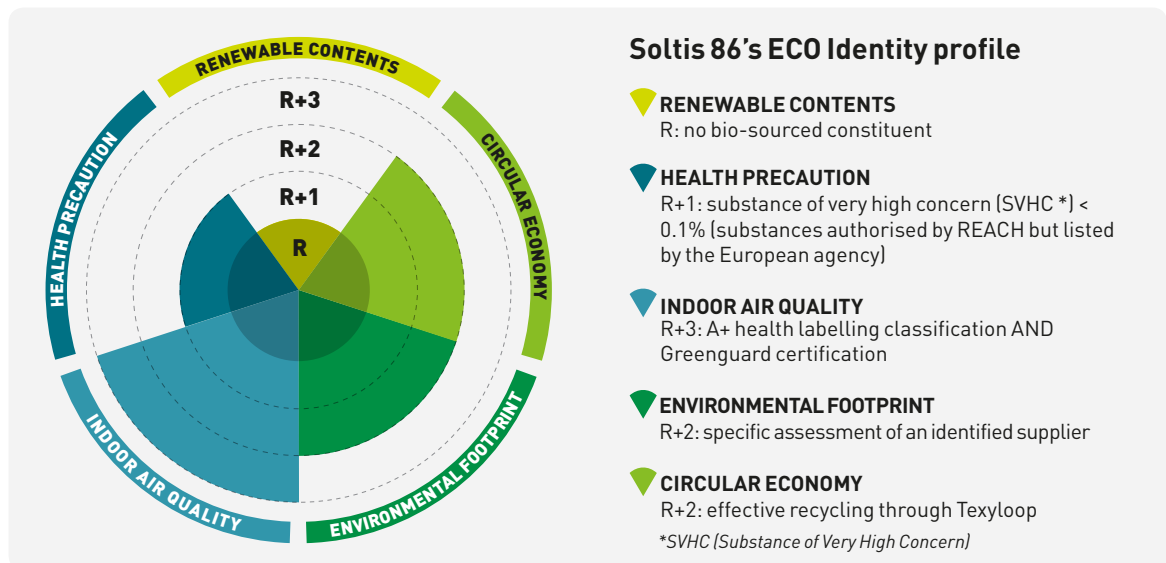 RENEWABLE CONTENTS
HEALTH PRECAUTION
CIRCULAR ECONOMY
INDOOR AIR QUALITY
ENVIRONMENTAL FOOTPRINT
R+3
R+2
R+1
R
Soltis 86’s ECO Identity profile
RENEWABLE CONTENTS
R: no bio-sourced constituent
HEALTH PRECAUTION
R+1: substance of very high concern (SVHC *) <
0.1% (substances authorised by REACH but listed
by the European agency)
INDOOR AIR QUALITY
R+3: A+ health labelling classification AND
Greenguard certification
ENVIRONMENTAL FOOTPRINT
R+2: specific assessment of an identified supplier
CIRCULAR ECONOMY
R+2: effective recycling through Texyloop
*SVHC (Substance of Very High Concern)